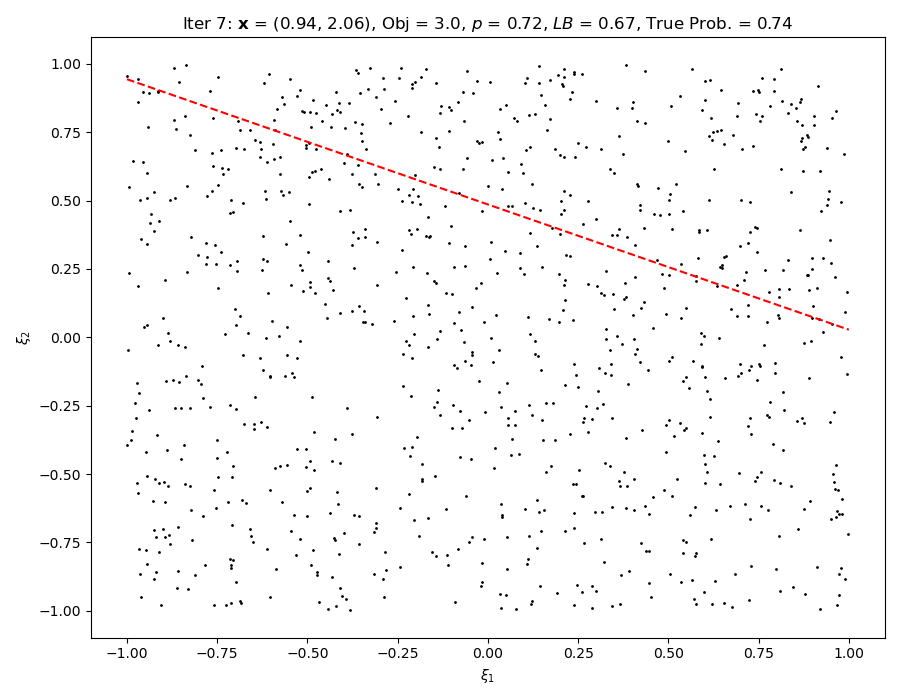 Iter 7: x = (0.94, 2.06), Obj = 3.0, p = 0.72, LB = 0.67, True Prob. = 0.74
1.00
0.75
0.50
0.25
0.00
−0.25
−0.50
−0.75
−1.00
ξ2
−1.00 −0.75 −0.50 −0.25 0.00 0.25 0.50 0.75 1.00
ξ1